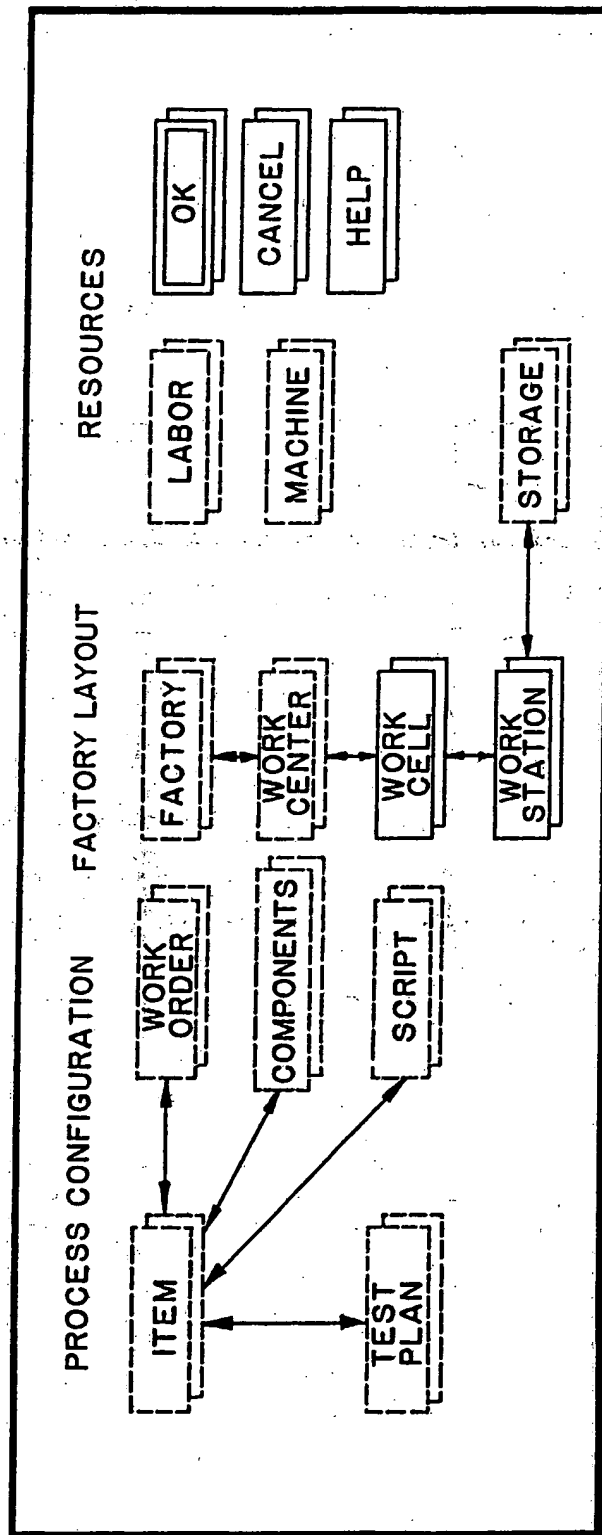 PROCESS CONFIGURATION
ITEM
WORK
ORDER
COMPONENTS
SCRIPT
TEST
PLAN
FACTORY LAYOUT
FACTORY
WORK
CENTER
WORK
CELL
WORK
STATION
RESOURCES
LABOR
MACHINE
STORAGE
OK
CANCEL
HELP